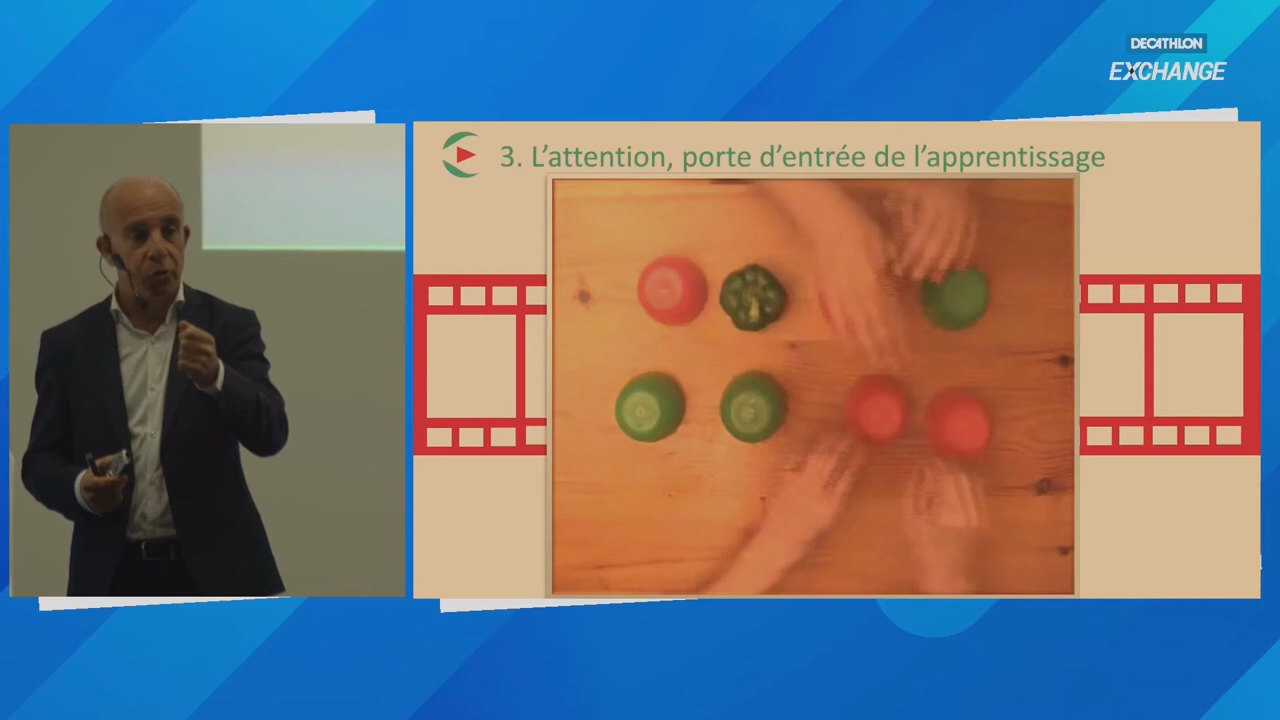 DECATHLON
EXCHANGE
3. L'attention, porte d'entrée de l'apprentissage